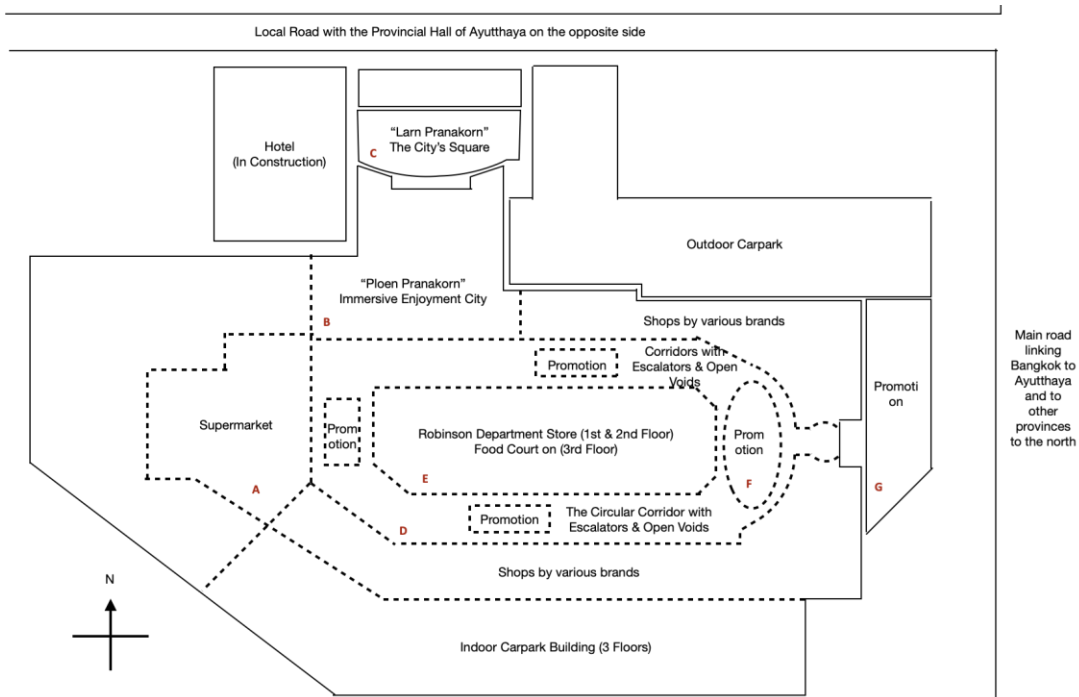 Local Road with the Provincial Hall of Ayutthaya on the opposite side
Hotel
(In Construction)
"Larn Pranakorn"
The City's Square
C
Outdoor Carpark
"Ploen Pranakorn"
Immersive Enjoyment City
B
Shops by various brands
Promotion
Corridors with
Escalators & Open
Voids
Promoti
on
Main road
linking
Bangkok to
Ayutthaya
and to
other
provinces
to the north
Supermarket
A
Prom
otion
Robinson Department Store (1st & 2nd Floor)
Food Court on (3rd Floor)
E
Prom
otion
F
G
D
Promotion
The Circular Corridor with
Escalators & Open Voids
Shops by various brands
N
Indoor Carpark Building (3 Floors)